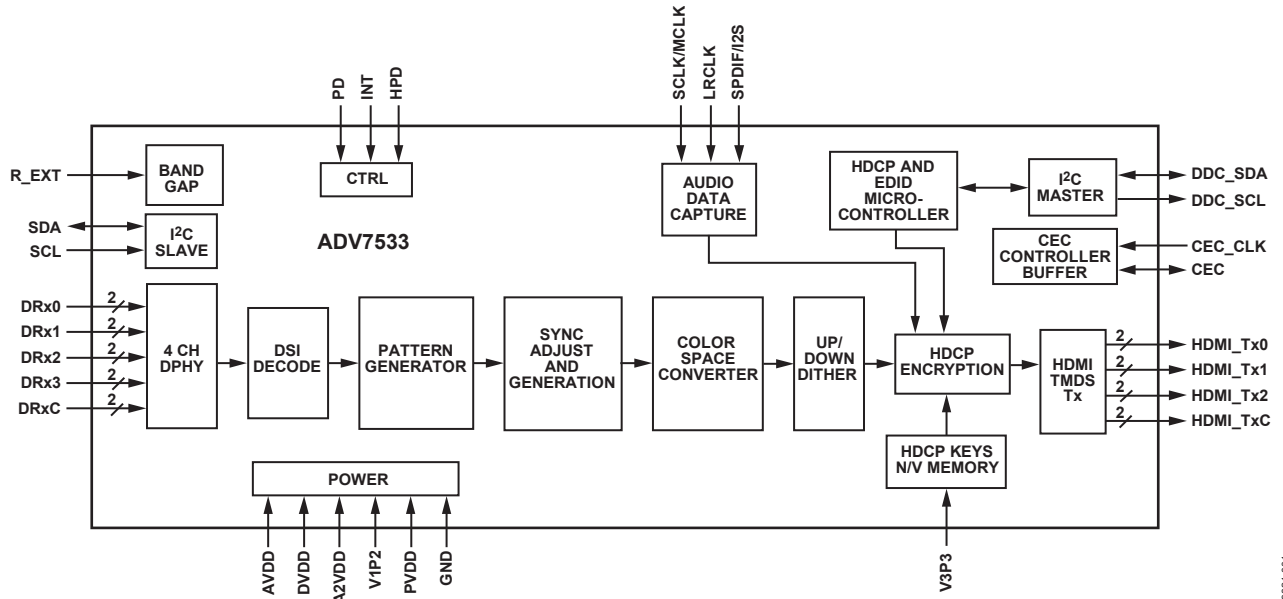 PD
INT
HPD
SCLK/MCLK
LRCLK
SPDIF/I2S
R_EXT
BAND
GAP
CTRL
AUDIO
DATA
CAPTURE
HDCP AND
EDID
MICRO-
CONTROLLER
I2C
MASTER
DDC_SDA
DDC_SCL
SDA
SCL
I2C
SLAVE
ADV7533
CEC
CONTROLLER
BUFFER
CEC_CLK
CEC
DRx0
2
DRx1
2
DRx2
2
DRx3
2
DRxC
2
4 CH
DPHY
DSI
DECODE
PATTERN
GENERATOR
SYNC
ADJUST
AND
GENERATION
COLOR
SPACE
CONVERTER
UP/
DOWN
DITHER
HDCP
ENCRYPTION
HDMI
TMDS
Tx
2
HDMI_Tx0
2
HDMI_Tx1
2
HDMI_Tx2
2
HDMI_TxC
POWER
HDCP KEYS
N/V MEMORY
AVDD
DVDD
A2VDD
V1P2
PVDD
GND
V3P3